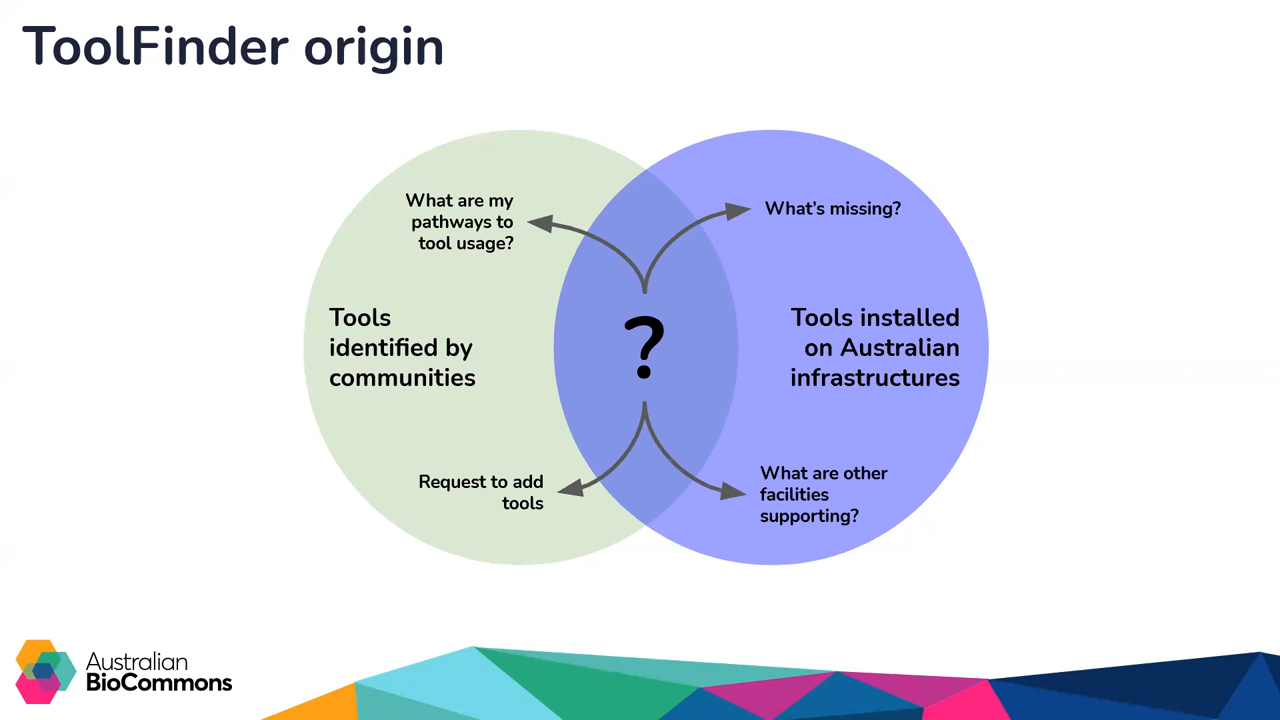 ToolFinder origin
What are my
pathways to
tool usage?
What's missing?
Tools
identified by
communities
?
Tools installed
on Australian
infrastructures
Request to add
tools
What are other
facilities
supporting?
Australian
BioCommons